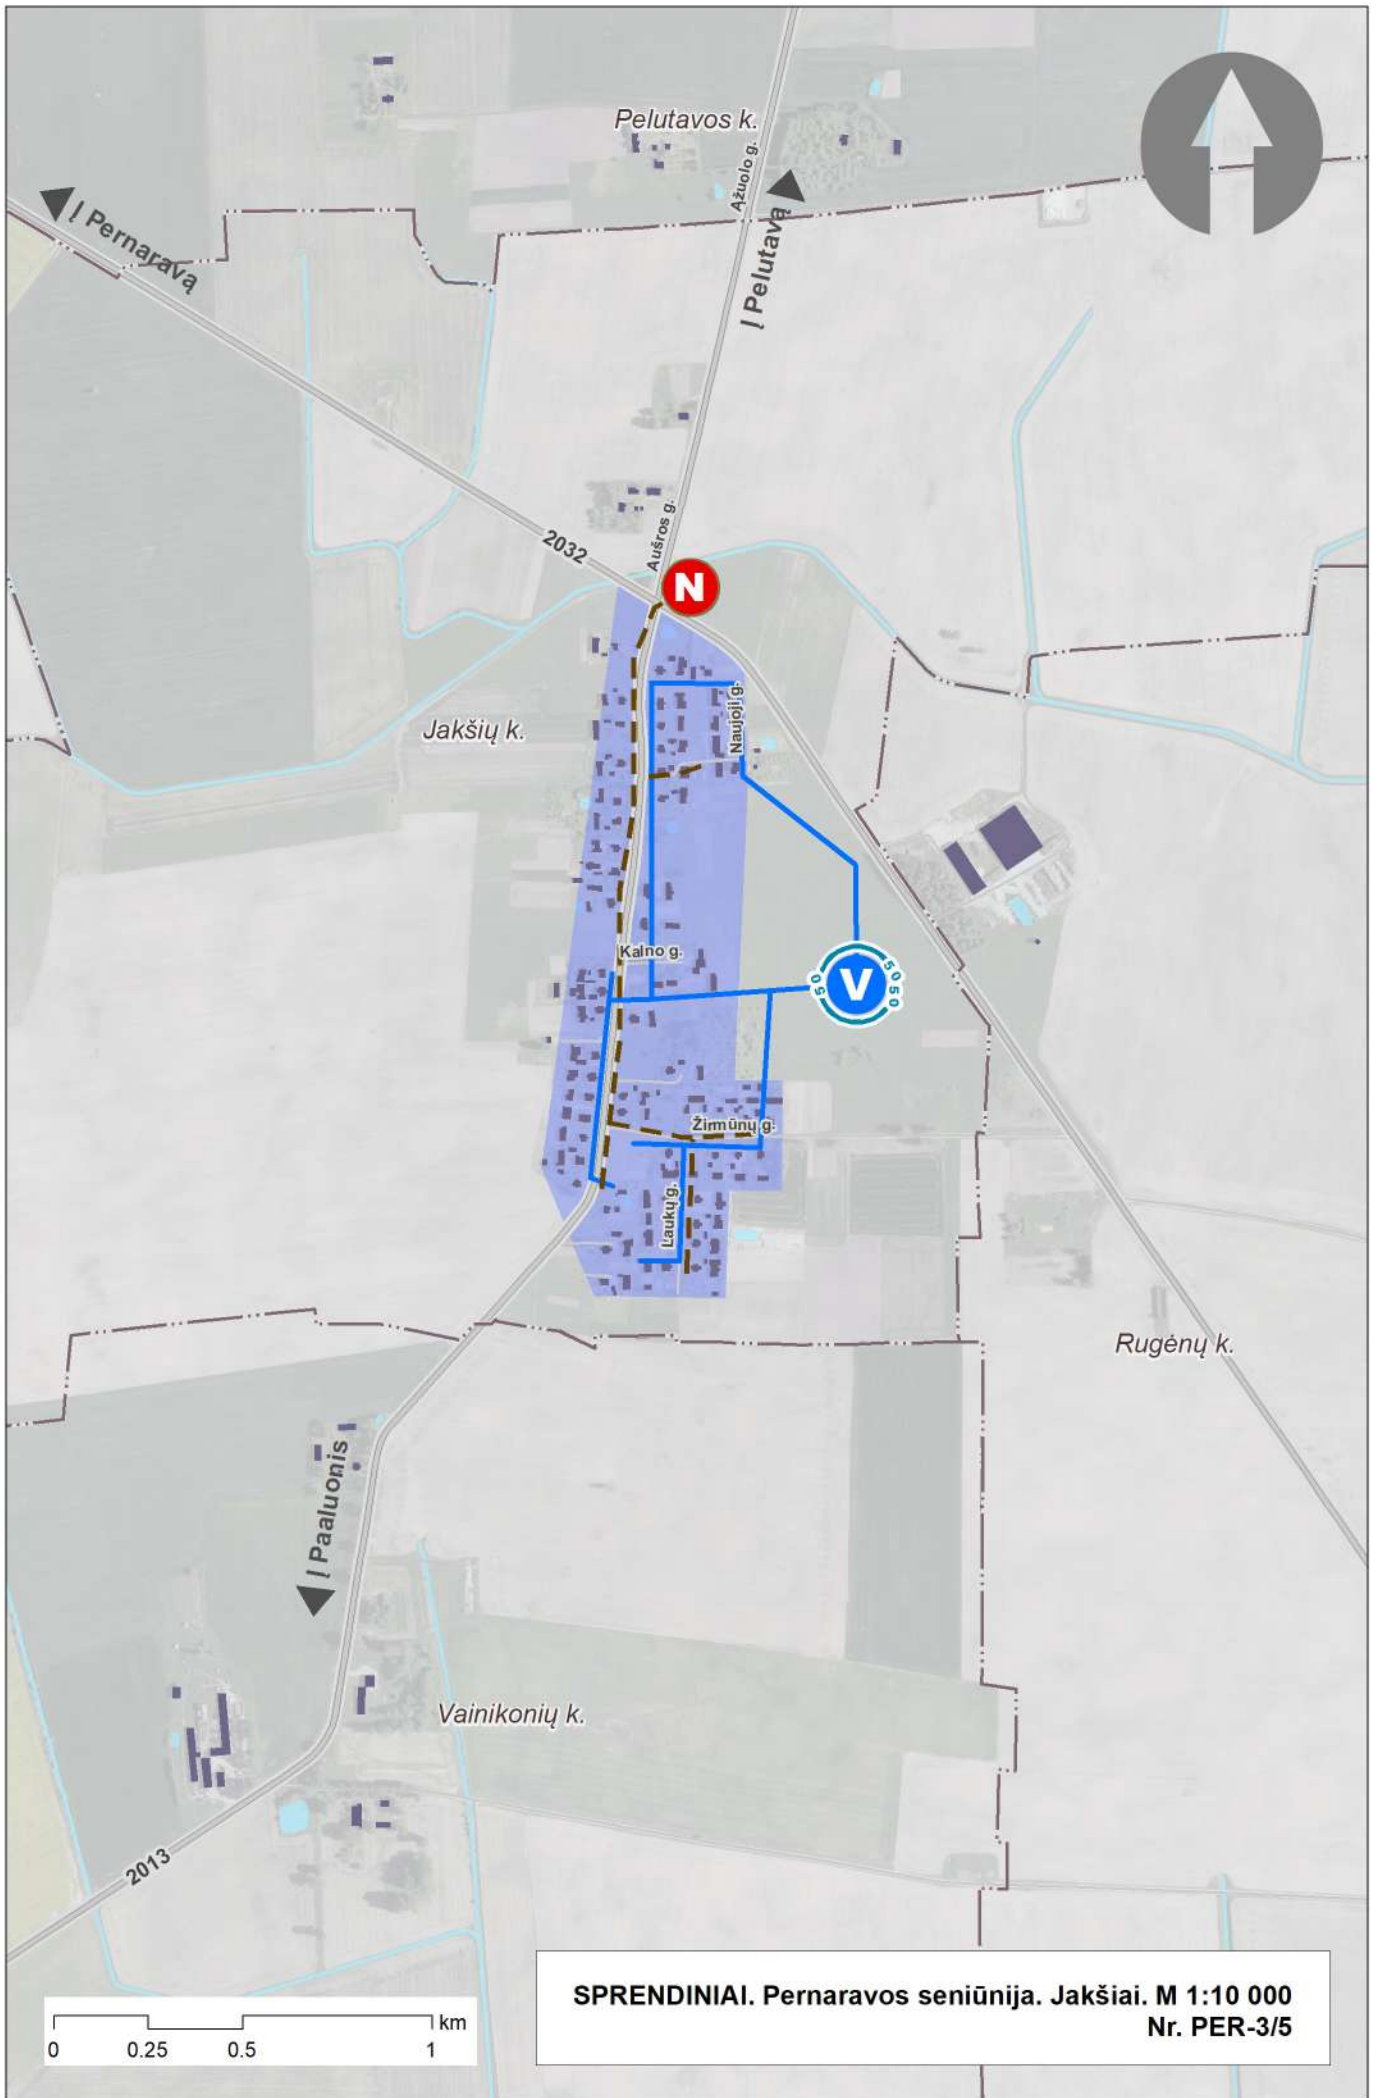 Pelutavos k.
Ažuolo g.
Į Pernaravą
Į Pelutavą
2032
Aušros g.
N
Jakšių k.
Naujoji g.
Kalno g.
V
50
50
50
Žirmūnų g.
Laukų g.
Rugėnų k.
Į Paaluonis
Vainikonių k.
2013
SPRENDINIAI. Pernaravos seniūnija. Jakšiai. M 1:10 000
Nr. PER-3/5
km
0 0.25 0.5 1